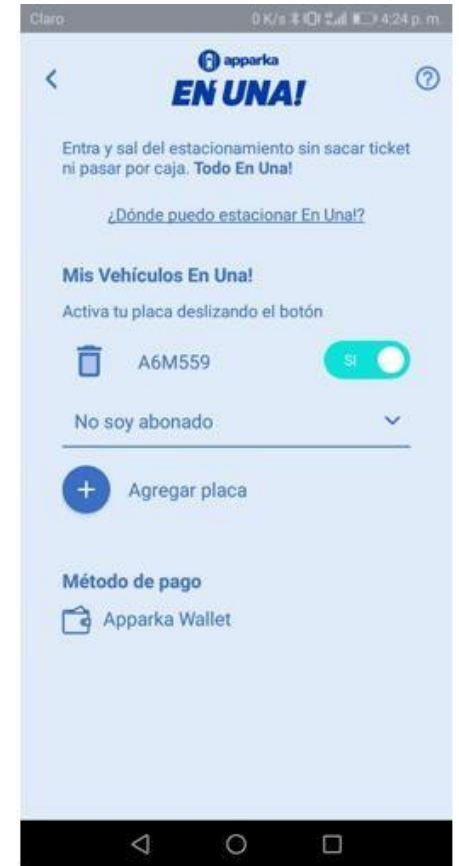 Claro 0 K/s 4:24 p. m.
apparka
EN UNA!
Entra y sal del estacionamiento sin sacar ticket
ni pasar por caja. Todo En Una!
¿Dónde puedo estacionar En Una!?
Mis Vehículos En Una!
Activa tu placa deslizando el botón
A6M559 SI
No soy abonado
Agregar placa
Método de pago
Apparka Wallet